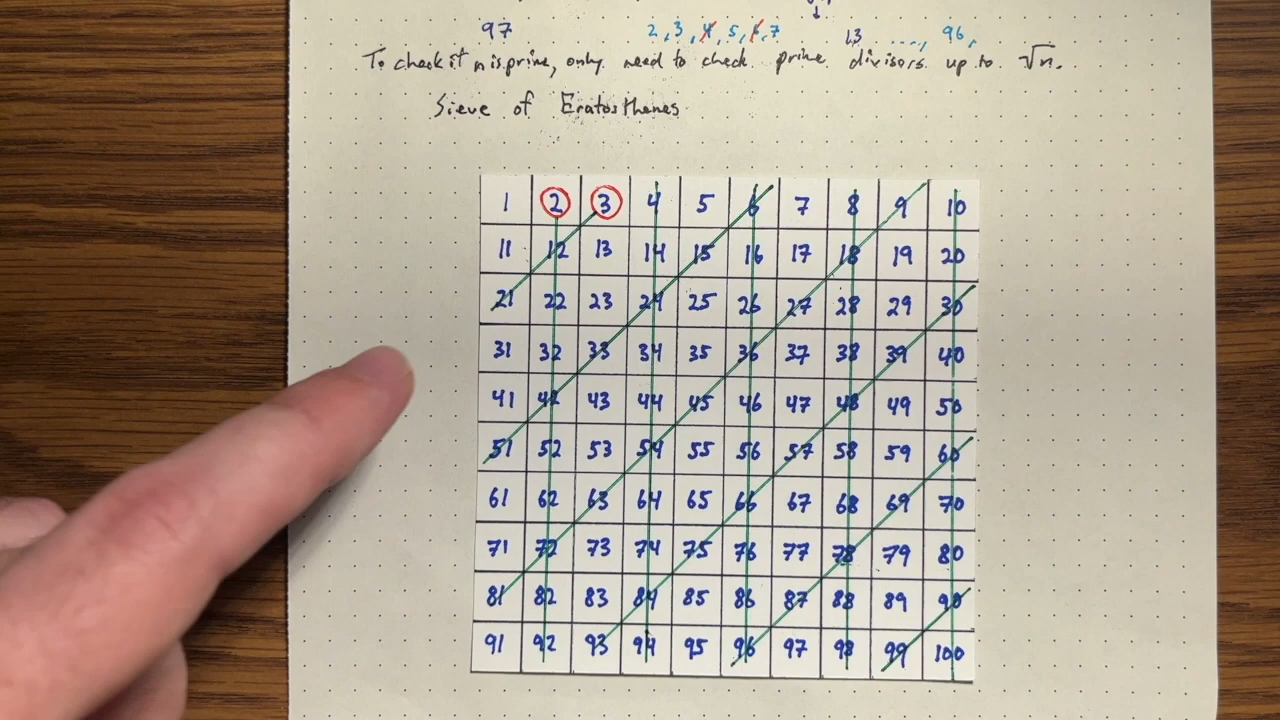 97 2, 3, 4, 5, 6, 7 13 ...., 96,
To check if n is prime, only need to check prime divisors up to √n.
Sieve of Eratosthenes
1 2 3 4 5 6 7 8 9 10
11 12 13 14 15 16 17 18 19 20
21 22 23 24 25 26 27 28 29 30
31 32 33 34 35 36 37 38 39 40
41 42 43 44 45 46 47 48 49 50
51 52 53 54 55 56 57 58 59 60
61 62 63 64 65 66 67 68 69 70
71 72 73 74 75 76 77 78 79 80
81 82 83 84 85 86 87 88 89 90
91 92 93 94 95 96 97 98 99 100